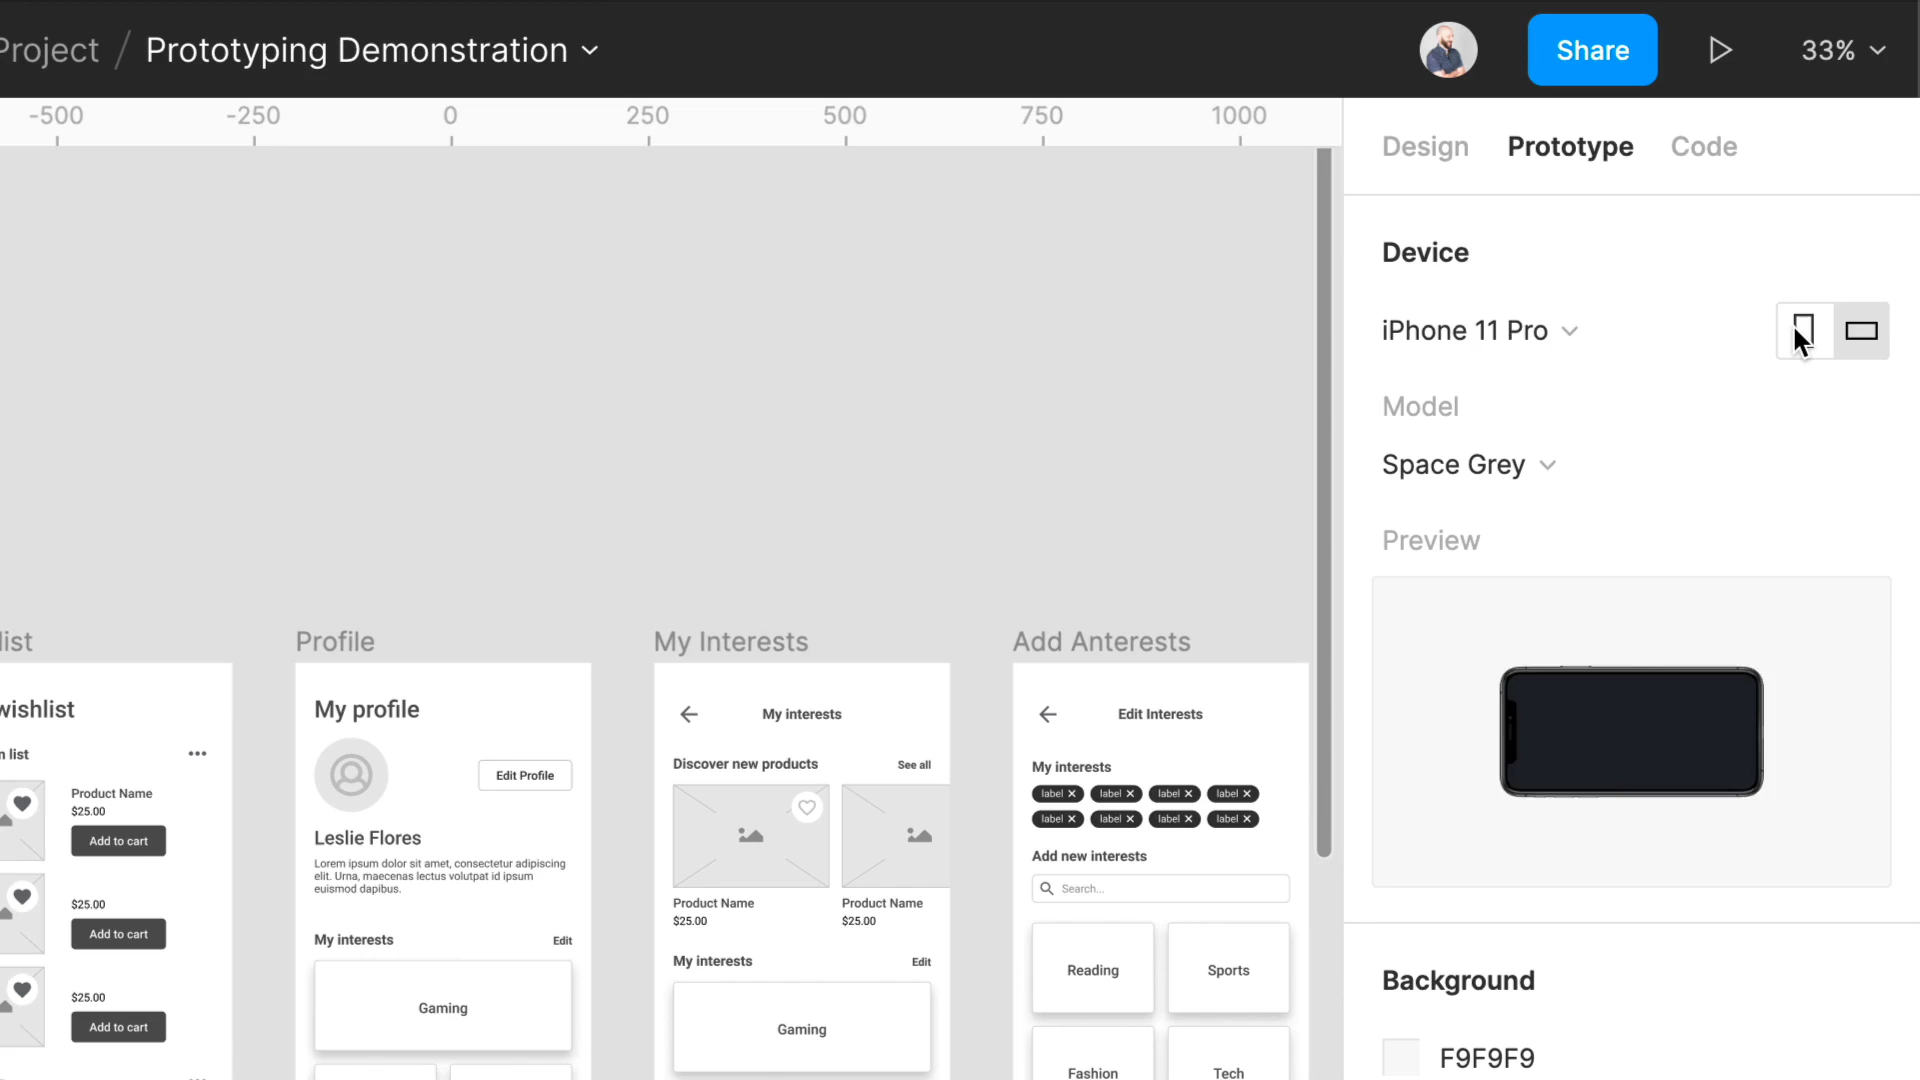 Project / Prototyping Demonstration
Share
33%
-500 -250 0 250 500 750 1000
Design Prototype Code
Device
iPhone 11 Pro
Model
Space Grey
Preview
Background
F9F9F9
list
wishlist
list
Product Name
$25.00
Add to cart
$25.00
Add to cart
$25.00
Add to cart
Profile
My profile
Edit Profile
Leslie Flores
Lorem ipsum dolor sit amet, consectetur adipiscing
elit. Urna, maecenas lectus volutpat id ipsum
euismod dapibus.
My interests Edit
Gaming
My Interests
My interests
Discover new products See all
Product Name Product Name
$25.00 $25.00
My interests Edit
Gaming
Add Anterests
Edit Interests
My interests
label label label label
label label label label
Add new interests
Search...
Reading Sports
Fashion Tech